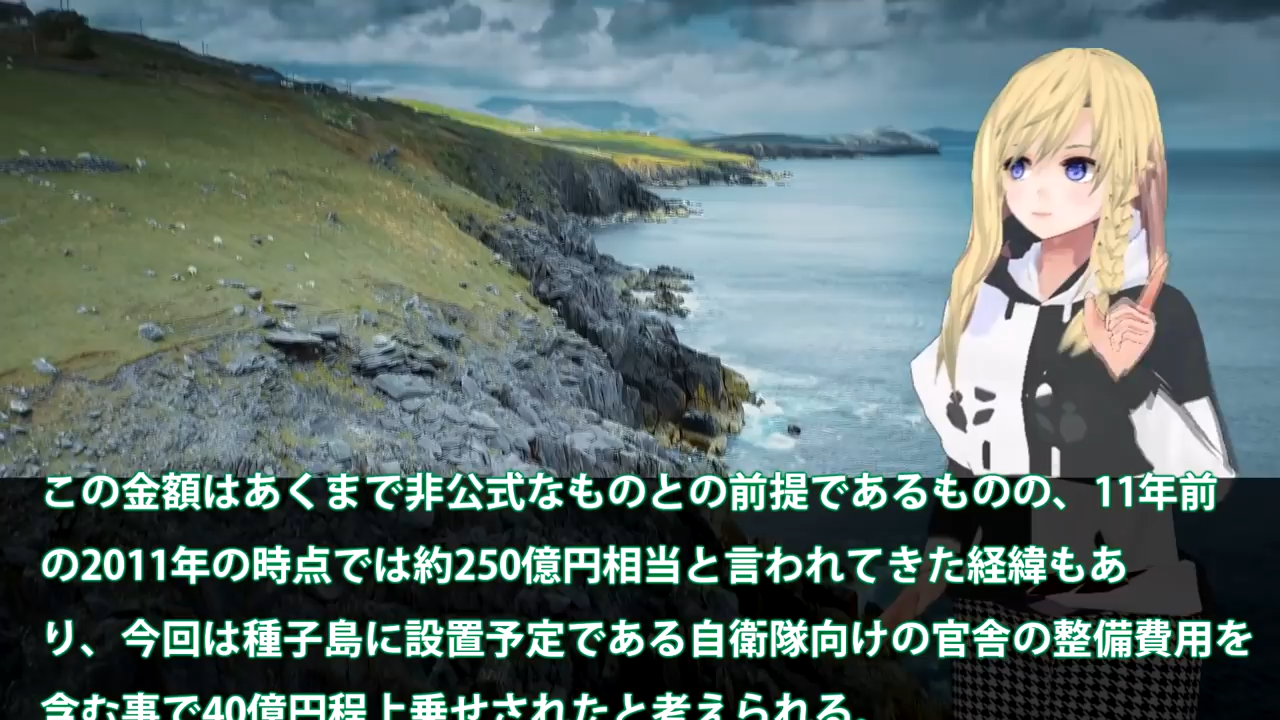 この金額はあくまで非公式なものとの前提であるものの、11年前
の2011年の時点では約250億円相当と言われてきた経緯もあ
り、今回は種子島に設置予定である自衛隊向けの官舎の整備費用を
含む事で40億円程上乗せされたと考えられる。